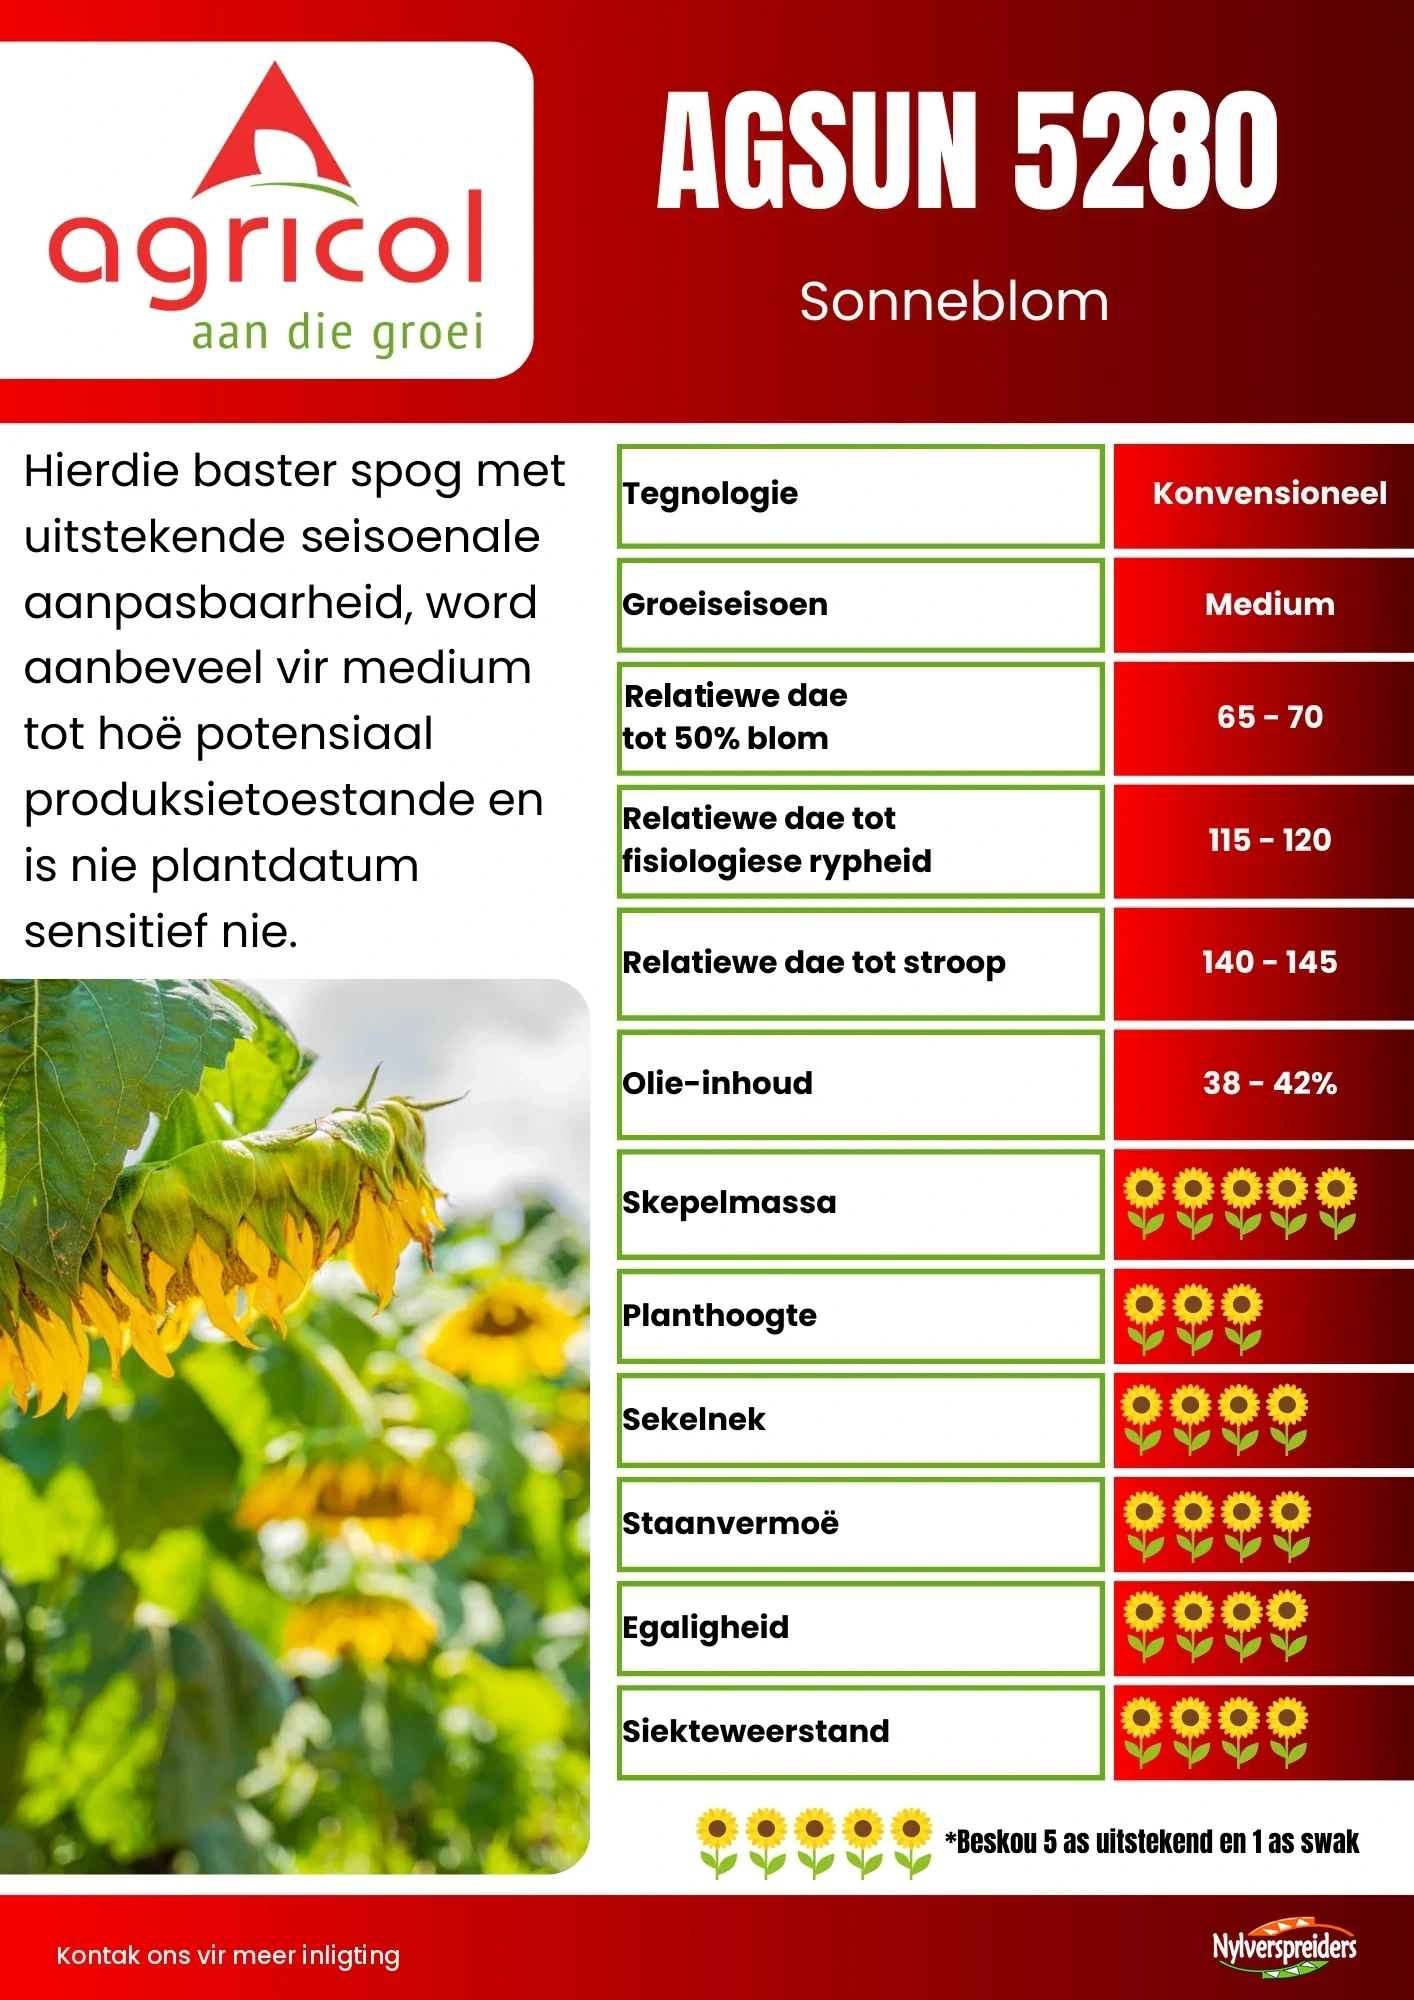 agricol
aan die groei
AGSUN 5280
Sonneblom
Hierdie baster spog met
uitstekende seisoenale
aanpasbaarheid, word
aanbeveel vir medium
tot hoë potensiaal
produksietoestande en
is nie plantdatum
sensitief nie.
Tegnologie
Konvensioneel
Groeiseisoen
Medium
Relatiewe dae
tot 50% blom
65 - 70
Relatiewe dae tot
fisiologiese rypheid
115 - 120
Relatiewe dae tot stroop
140 - 145
Olie-inhoud
38 - 42%
Skepelmassa
Planthoogte
Sekelnek
Staanvermoë
Egaligheid
Siekteweerstand
*Beskou 5 as uitstekend en 1 as swak
Kontak ons vir meer inligting
Nylverspreiders